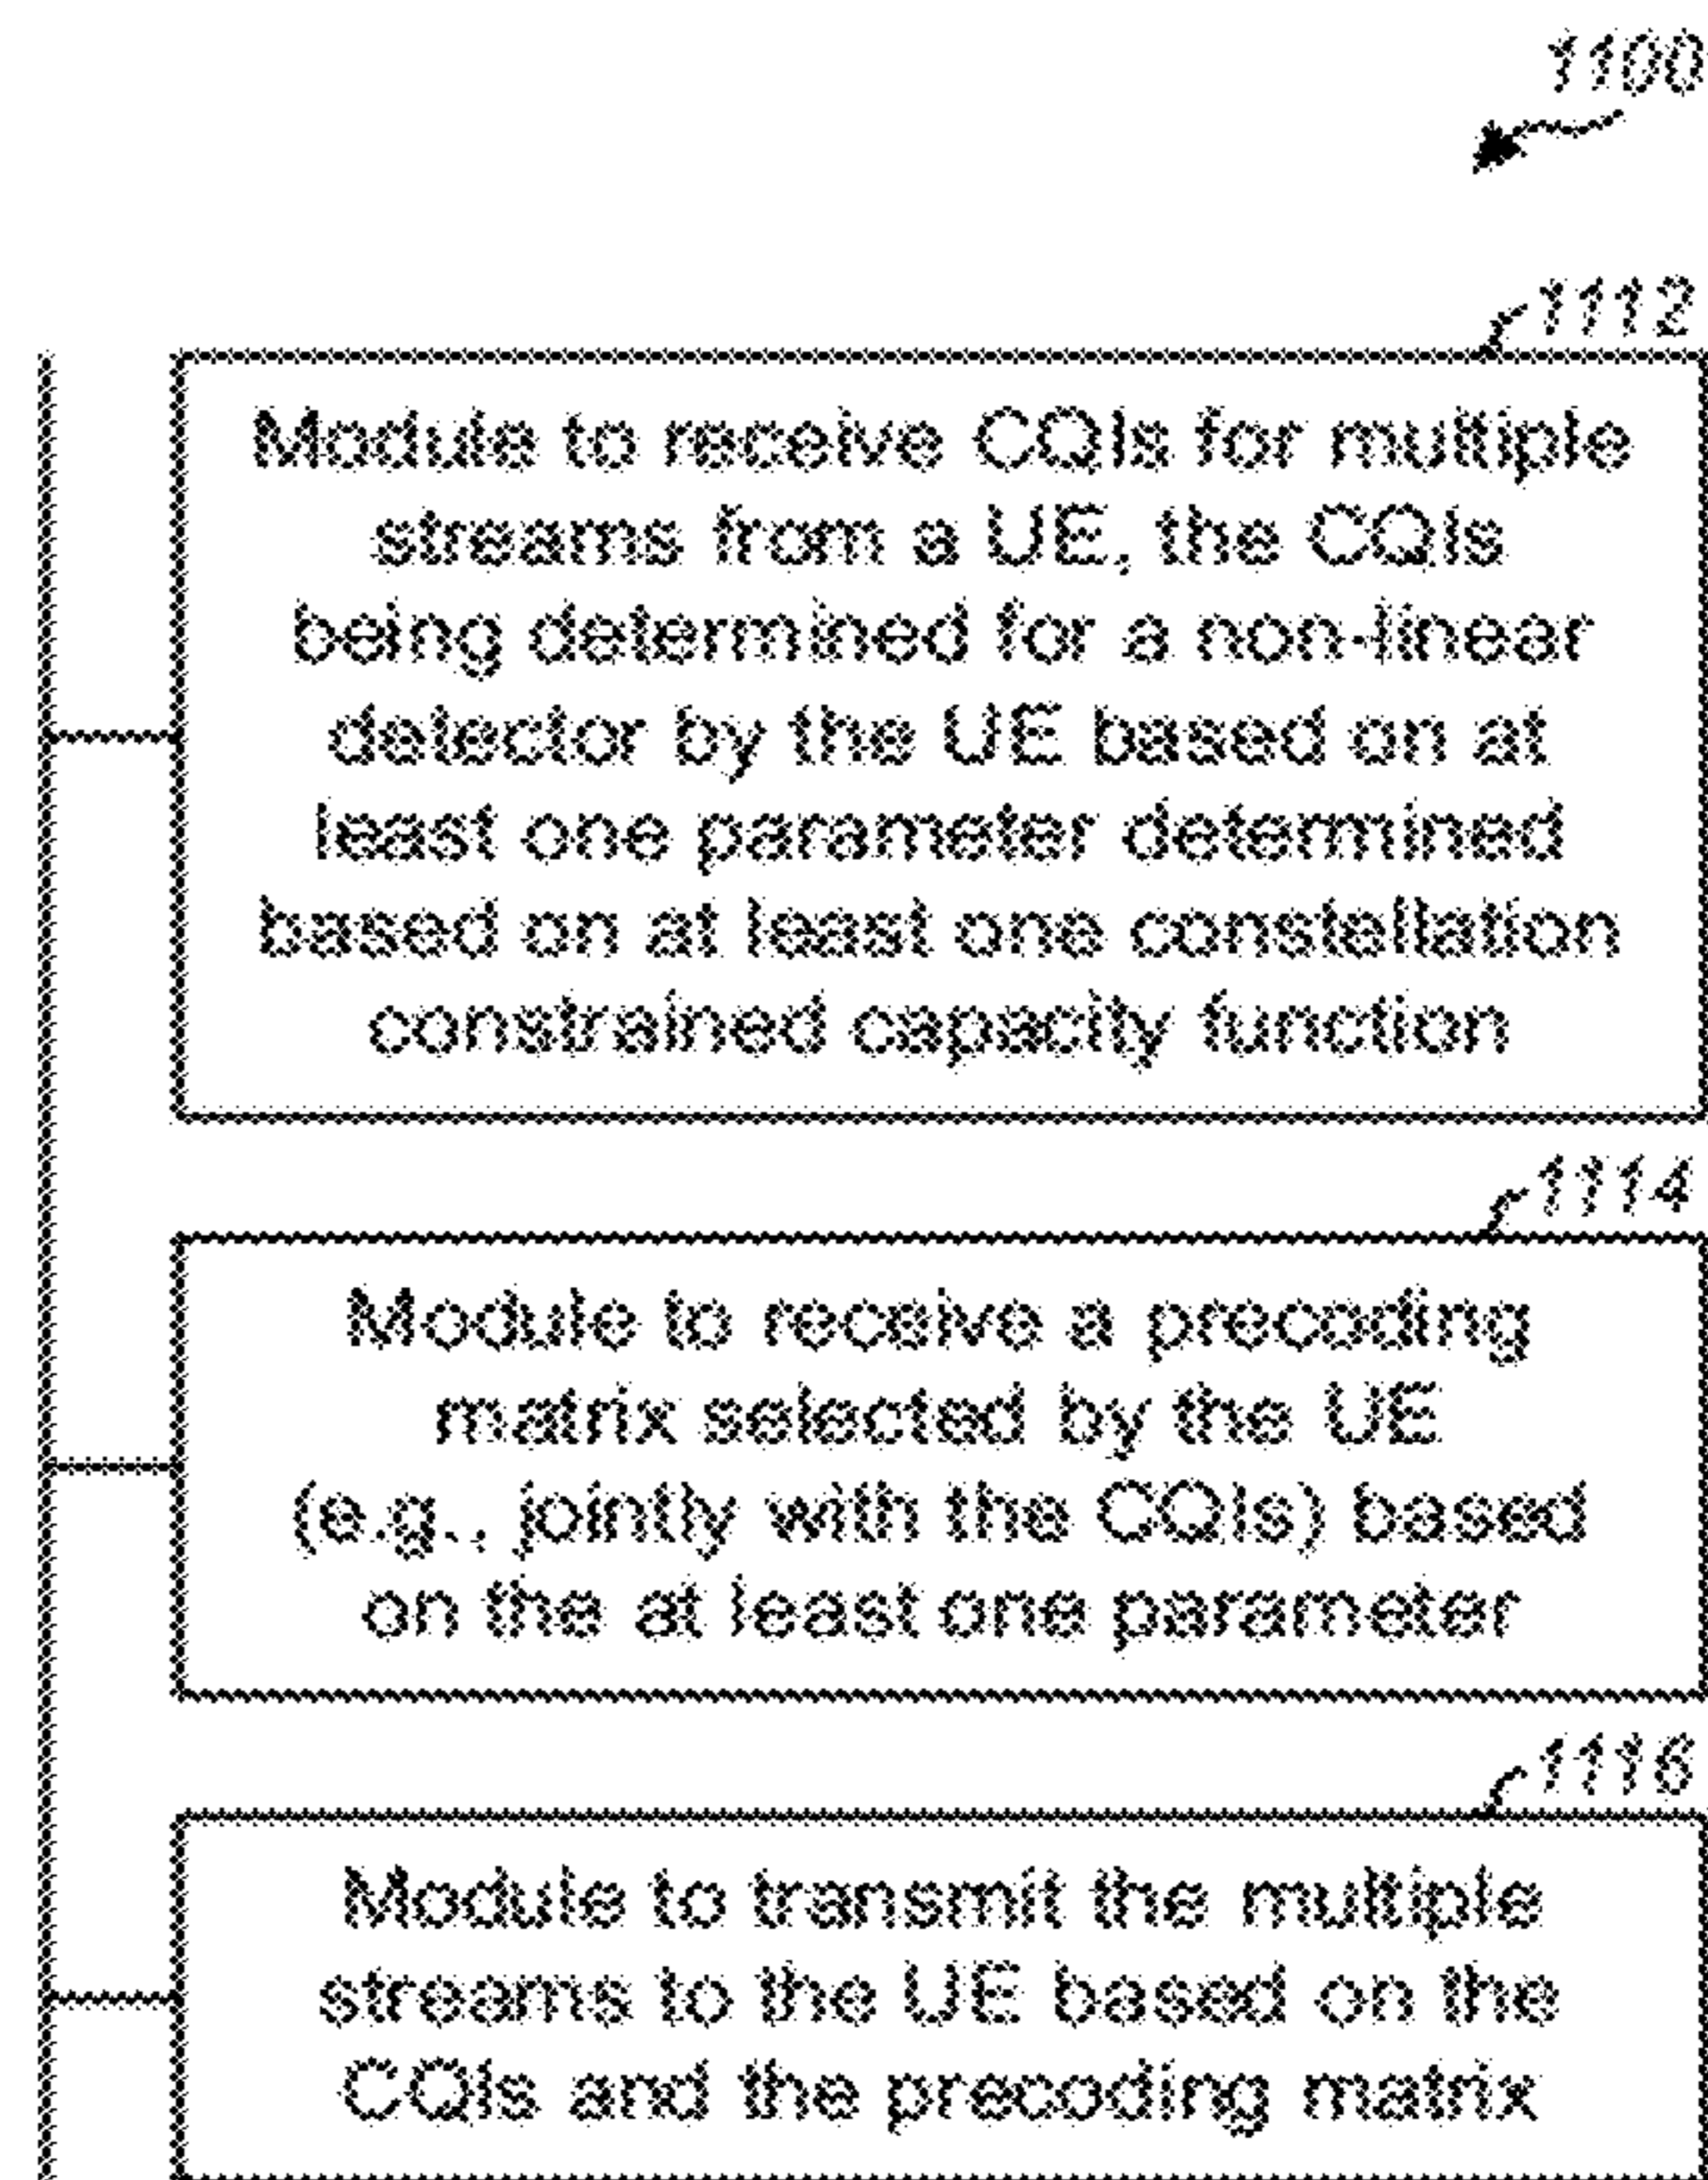 1100
1112
Module to receive CQIs for multiple
streams from a UE, the CQIs
being determined for a non-linear
detector by the UE based on at
least one parameter determined
based on at least one constellation
constrained capacity function
1114
Module to receive a precoding
matrix selected by the UE
(e.g., jointly with the CQIs) based
on the at least one parameter
1116
Module to transmit the multiple
streams to the UE based on the
CQIs and the precoding matrix